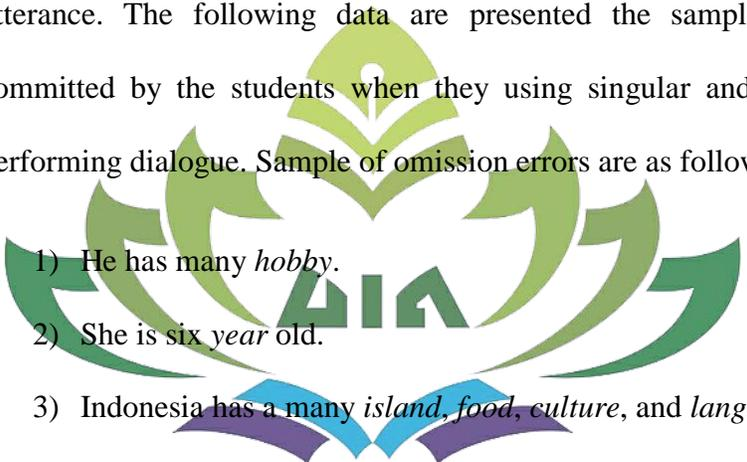 tterance. The following data are presented the sampl
ommitted by the students when they using singular and
erforming dialogue. Sample of omission errors are as follow
1) He has many hobby.
2) She is six year old.
3) Indonesia has a many island, food, culture, and lang